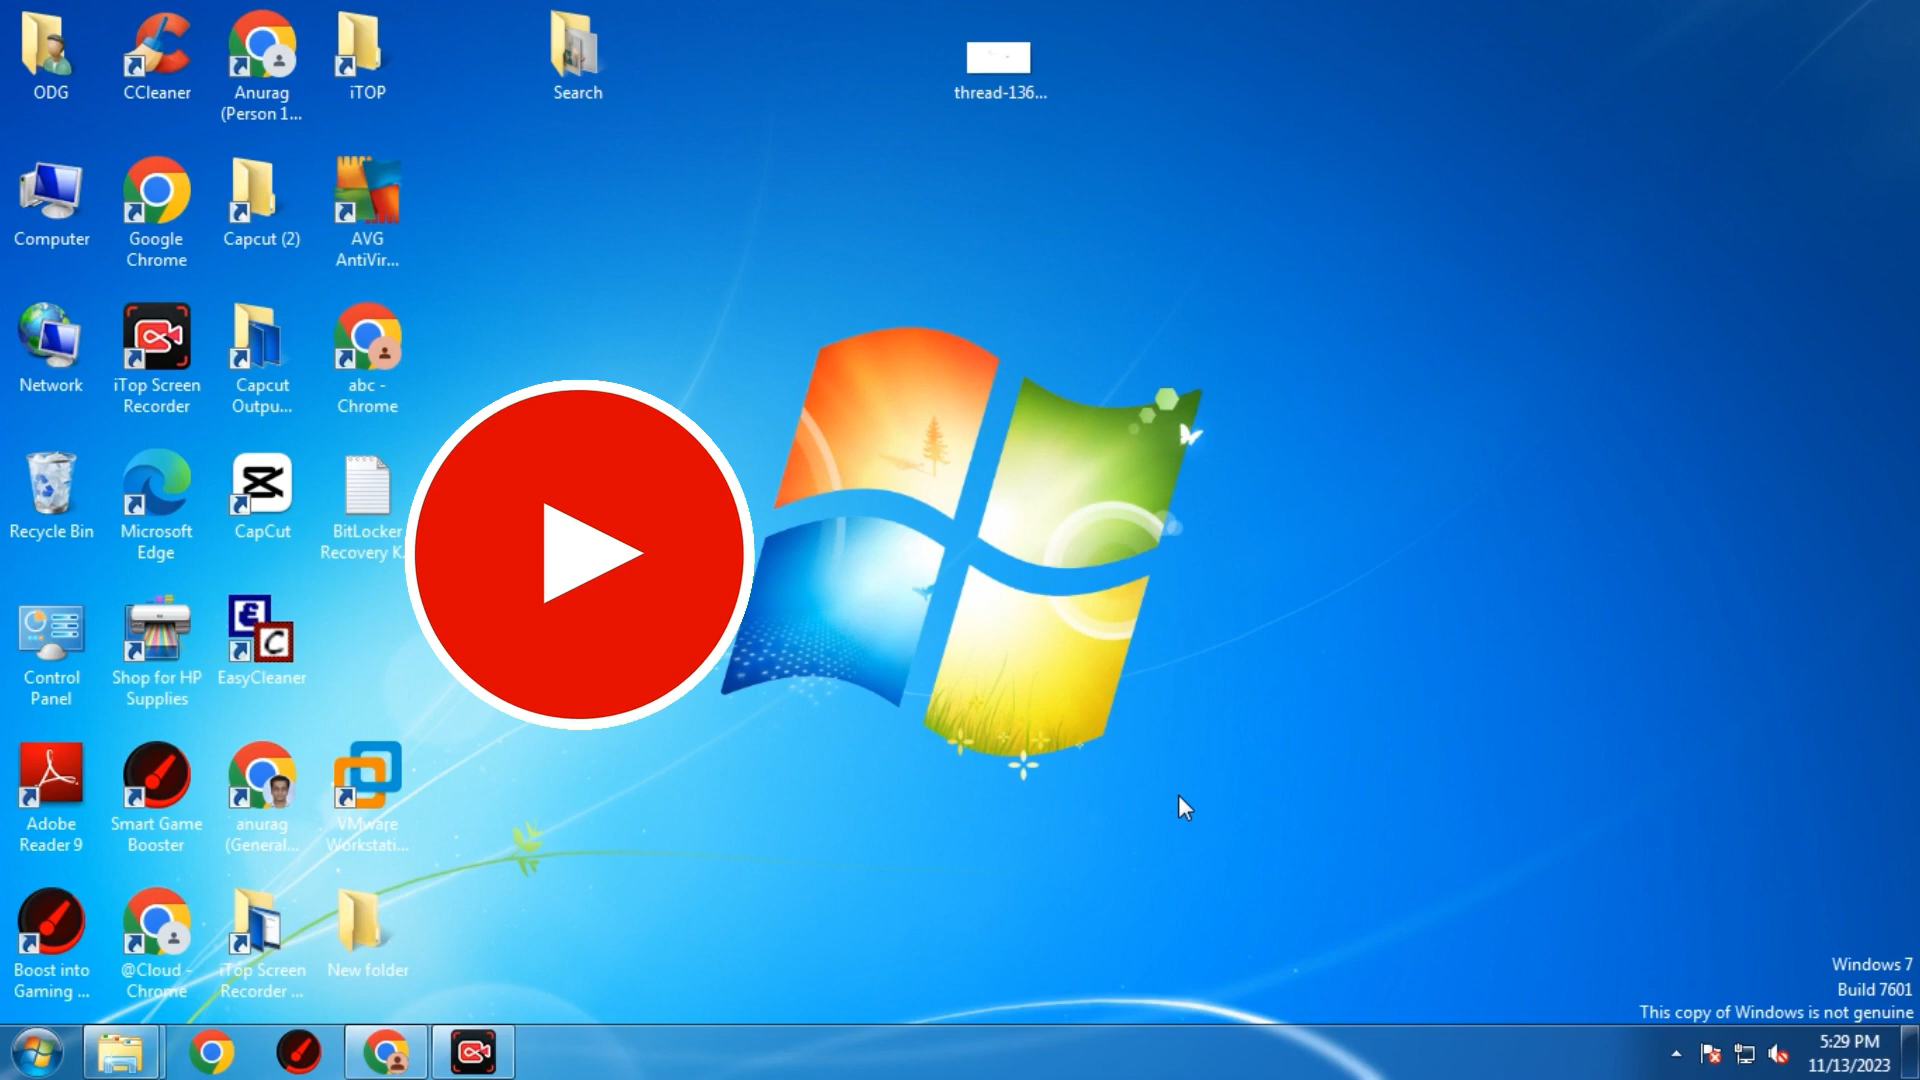 ODG
CCleaner
Anurag
(Person 1...
iTOP
Search
thread-136...
Computer
Google
Chrome
Capcut (2)
AVG
AntiVir...
Network
iTop Screen
Recorder
Capcut
Outpu...
abc -
Chrome
Recycle Bin
Microsoft
Edge
CapCut
BitLocker
Recovery K...
Control
Panel
Shop for HP
Supplies
EasyCleaner
Adobe
Reader 9
Smart Game
Booster
anurag
(General...
VMware
Workstati...
Boost into
Gaming ...
@Cloud -
Chrome
iTop Screen
Recorder ...
New folder
Windows 7
Build 7601
This copy of Windows is not genuine
5:29 PM
11/13/2023